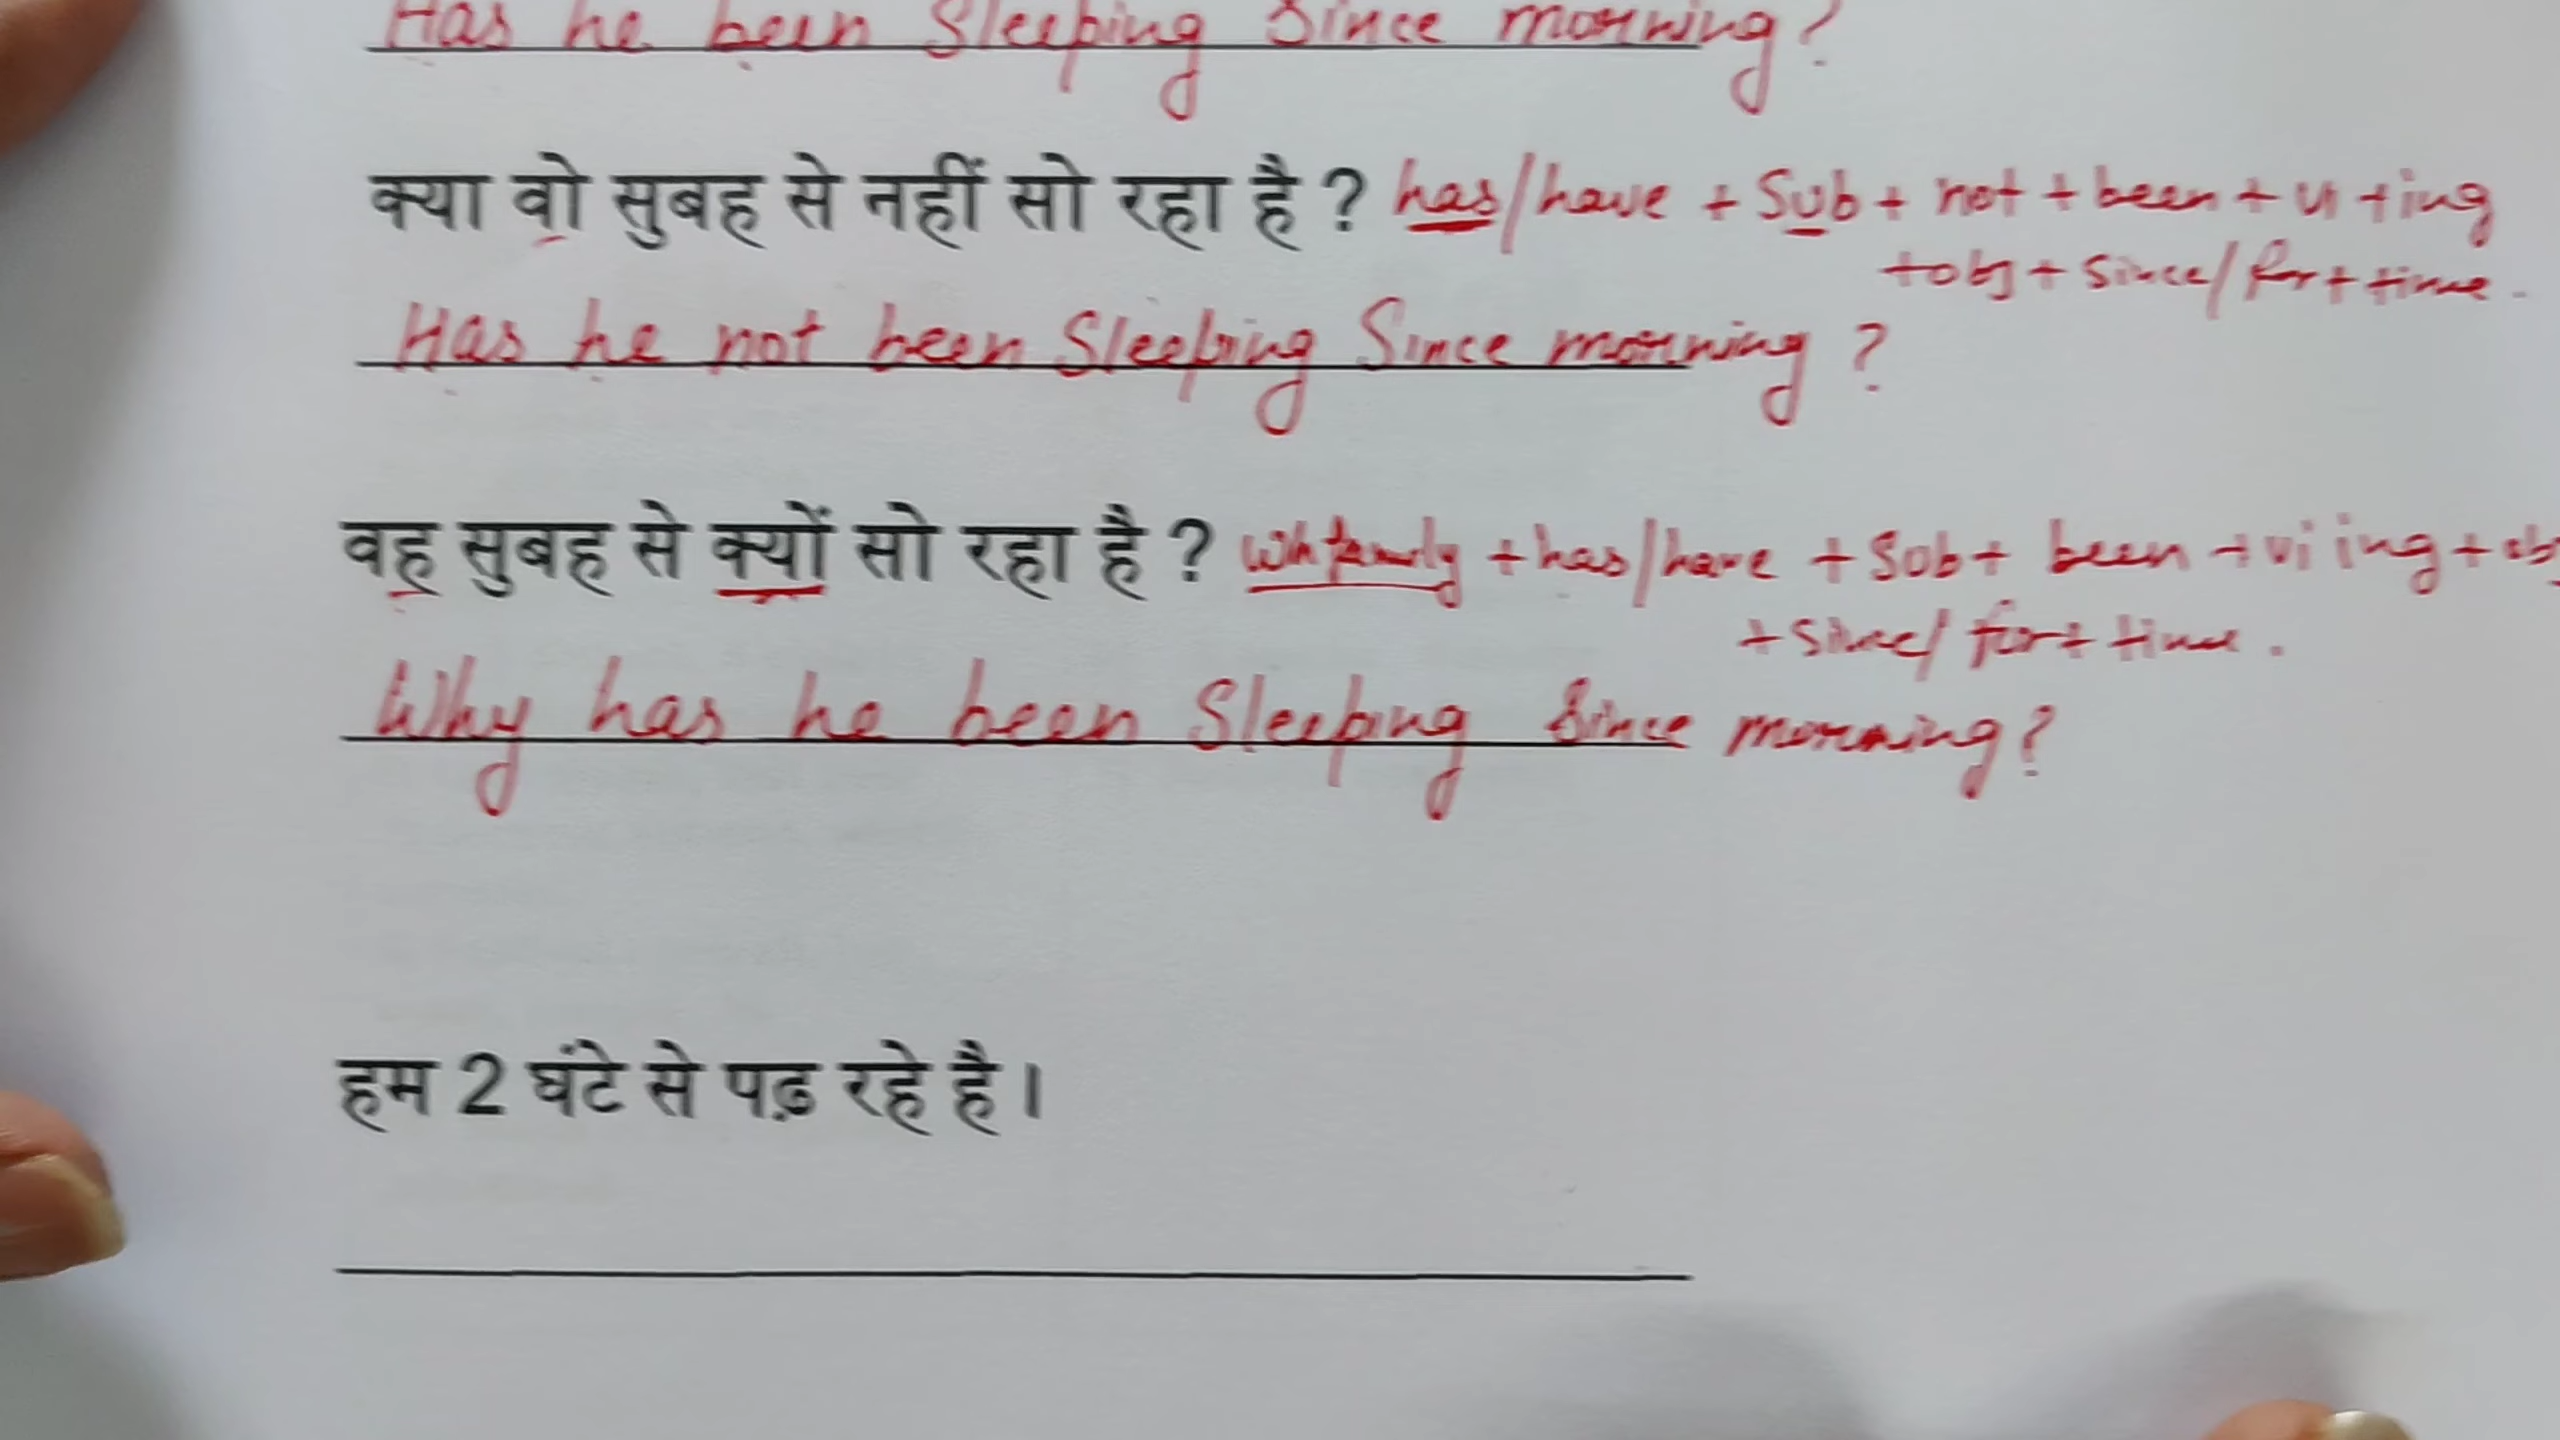 Has he been Sleeping Since morning?
क्या वो सुबह से नहीं सो रहा है ? has/have + Sub + not + been + v1 + ing
+ obj + since/for + time.
Has he not been Sleeping Since morning ?
वह सुबह से क्यों सो रहा है ? Wh family + has/have + Sub + been + v1 ing + obj
+ since/for + time.
Why has he been Sleeping Since morning?
हम 2 घंटे से पढ़ रहे है।